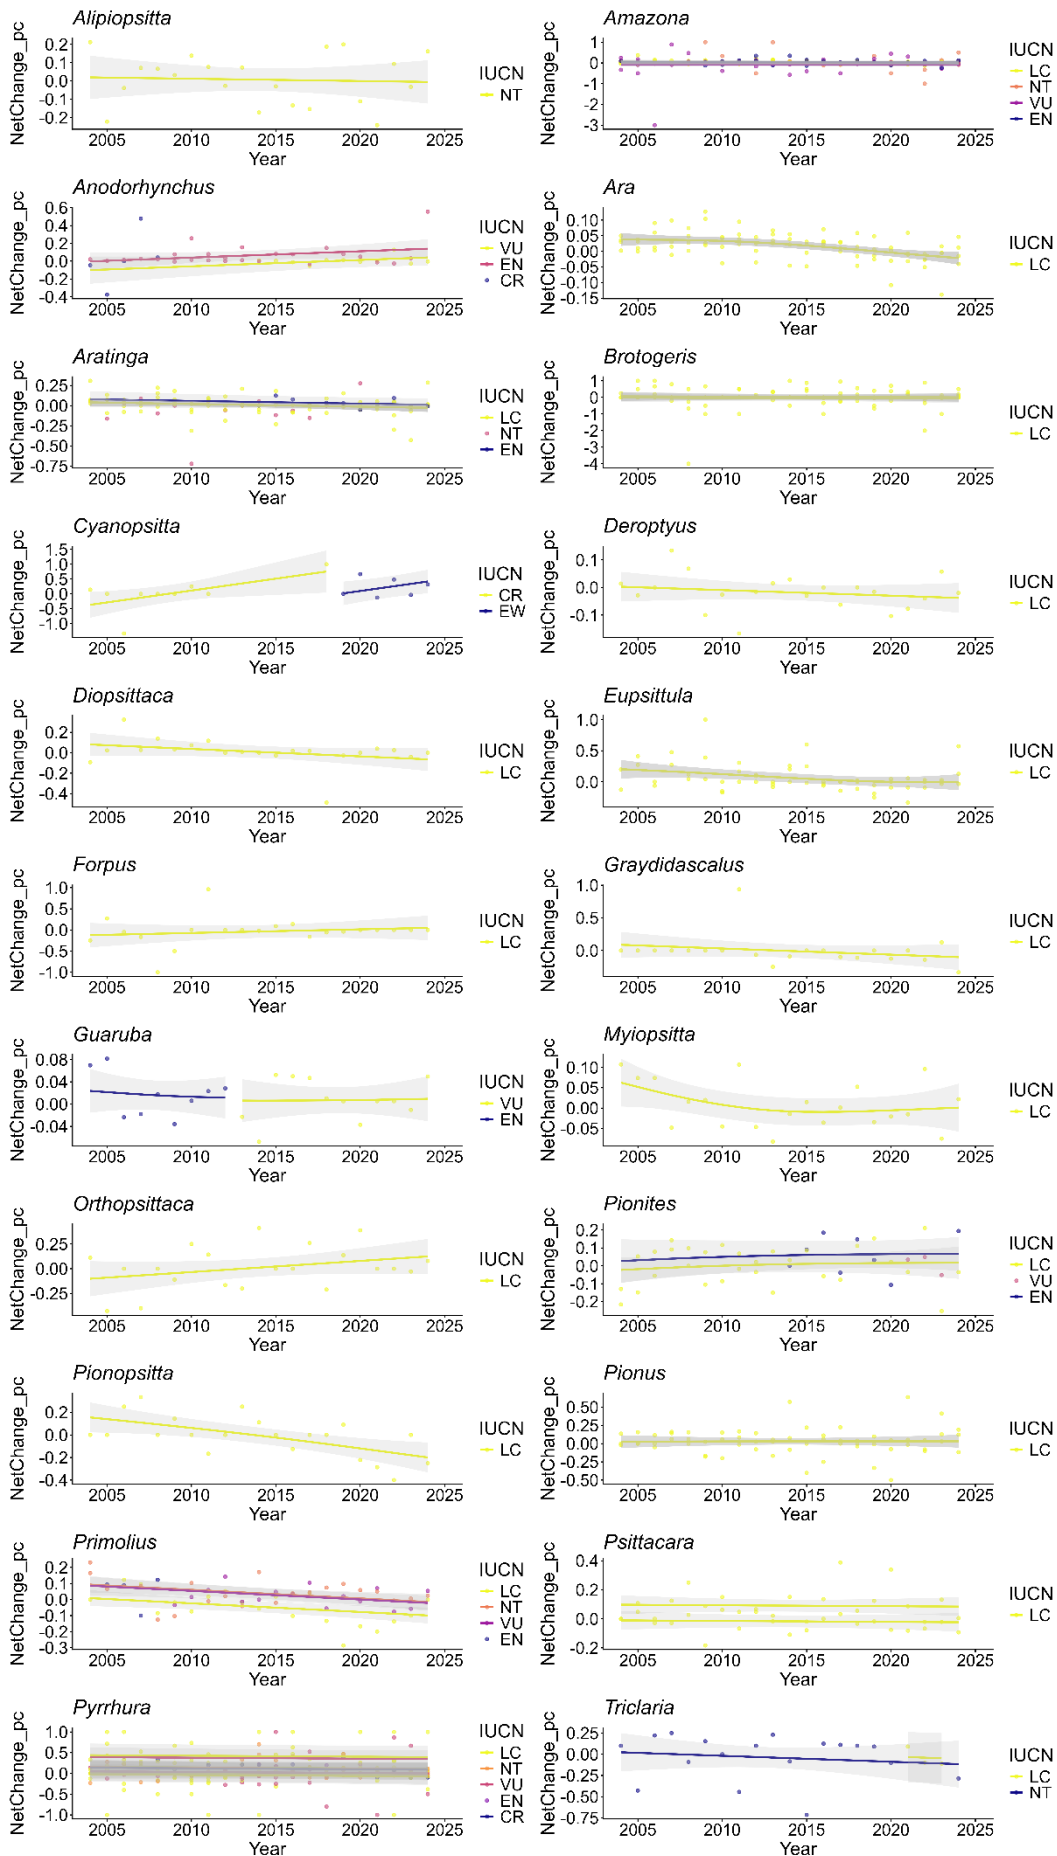 Alipiopsitta
NetChange_pc
0.2
0.1
0.0
-0.1
-0.2
2005 2010 2015 2020 2025
Year
IUCN
NT
Amazona
NetChange_pc
1
0
-1
-2
-3
2005 2010 2015 2020 2025
Year
IUCN
LC
NT
VU
EN
Anodorhynchus
NetChange_pc
0.6
0.4
0.2
0.0
-0.2
-0.4
2005 2010 2015 2020 2025
Year
IUCN
VU
EN
CR
Ara
NetChange_pc
0.10
0.05
0.00
-0.05
-0.10
-0.15
2005 2010 2015 2020 2025
Year
IUCN
LC
Aratinga
NetChange_pc
0.25
0.00
-0.25
-0.50
-0.75
2005 2010 2015 2020 2025
Year
IUCN
LC
NT
EN
Brotogeris
NetChange_pc
1
0
-1
-2
-3
-4
2005 2010 2015 2020 2025
Year
IUCN
LC
Cyanopsitta
NetChange_pc
1.5
1.0
0.5
0.0
-0.5
-1.0
2005 2010 2015 2020 2025
Year
IUCN
CR
EW
Deroptyus
NetChange_pc
0.1
0.0
-0.1
2005 2010 2015 2020 2025
Year
IUCN
LC
Diopsittaca
NetChange_pc
0.2
0.0
-0.2
-0.4
2005 2010 2015 2020 2025
Year
IUCN
LC
Eupsittula
NetChange_pc
1.0
0.5
0.0
2005 2010 2015 2020 2025
Year
IUCN
LC
Forpus
NetChange_pc
1.0
0.5
0.0
-0.5
-1.0
2005 2010 2015 2020 2025
Year
IUCN
LC
Graydidascalus
NetChange_pc
1.0
0.5
0.0
2005 2010 2015 2020 2025
Year
IUCN
LC
Guaruba
NetChange_pc
0.08
0.04
0.00
-0.04
2005 2010 2015 2020 2025
Year
IUCN
VU
EN
Myiopsitta
NetChange_pc
0.10
0.05
0.00
-0.05
2005 2010 2015 2020 2025
Year
IUCN
LC
Orthopsittaca
NetChange_pc
0.25
0.00
-0.25
2005 2010 2015 2020 2025
Year
IUCN
LC
Pionites
NetChange_pc
0.2
0.1
0.0
-0.1
-0.2
2005 2010 2015 2020 2025
Year
IUCN
LC
VU
EN
Pionopsitta
NetChange_pc
0.2
0.0
-0.2
-0.4
2005 2010 2015 2020 2025
Year
IUCN
LC
Pionus
NetChange_pc
0.50
0.25
0.00
-0.25
-0.50
2005 2010 2015 2020 2025
Year
IUCN
LC
Primolius
NetChange_pc
0.2
0.1
0.0
-0.1
-0.2
-0.3
2005 2010 2015 2020 2025
Year
IUCN
LC
NT
VU
EN
Psittacara
NetChange_pc
0.4
0.2
0.0
-0.2
2005 2010 2015 2020 2025
Year
IUCN
LC
Pyrrhura
NetChange_pc
1.0
0.5
0.0
-0.5
-1.0
2005 2010 2015 2020 2025
Year
IUCN
LC
NT
VU
EN
CR
Triclaria
NetChange_pc
0.25
0.00
-0.25
-0.50
-0.75
2005 2010 2015 2020 2025
Year
IUCN
LC
NT